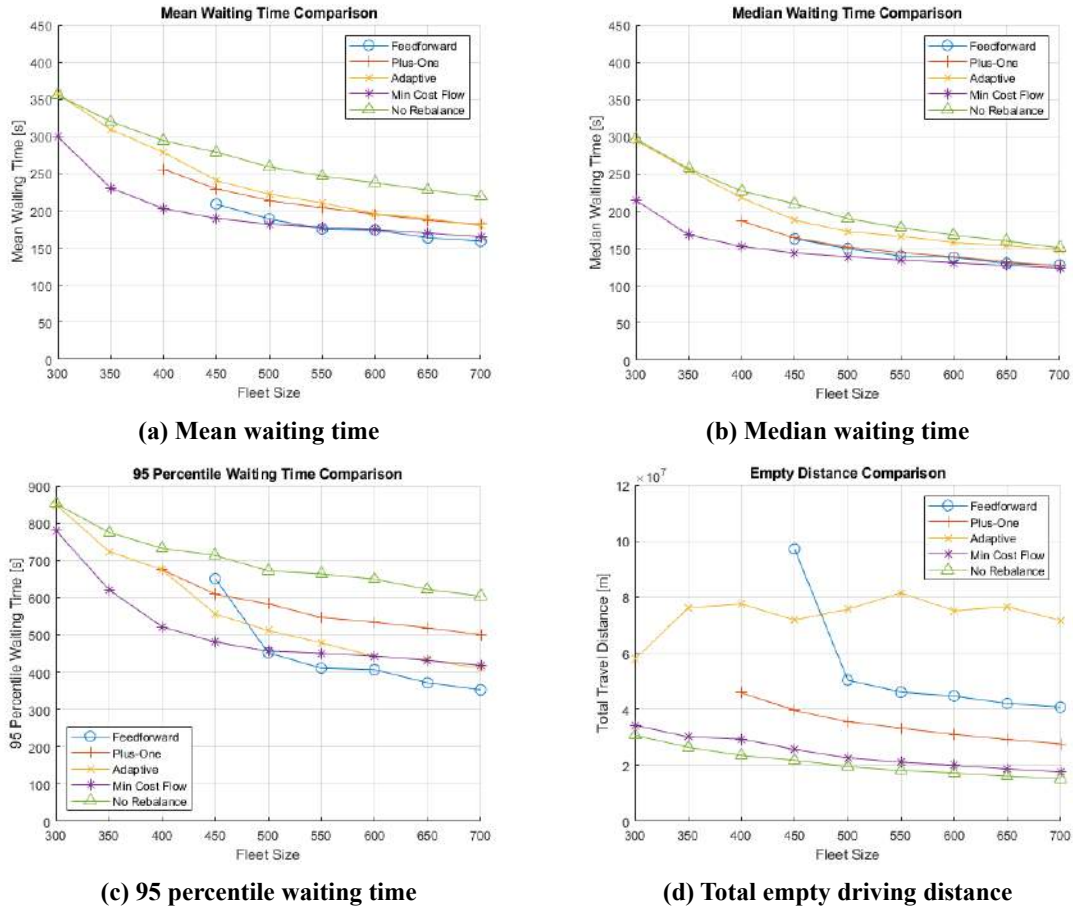 Mean Waiting Time Comparison
450
400
350
300
250
200
150
100
50
0
Mean Waiting Time [s]
Feedforward
Plus-One
Adaptive
Min Cost Flow
No Rebalance
300 350 400 450 500 550 600 650 700
Fleet Size
(a) Mean waiting time
Median Waiting Time Comparison
450
400
350
300
250
200
150
100
50
0
Median Waiting Time [s]
Feedforward
Plus-One
Adaptive
Min Cost Flow
No Rebalance
300 350 400 450 500 550 600 650 700
Fleet Size
(b) Median waiting time
95 Percentile Waiting Time Comparison
900
800
700
600
500
400
300
200
100
0
95 Percentile Waiting Time [s]
Feedforward
Plus-One
Adaptive
Min Cost Flow
No Rebalance
300 350 400 450 500 550 600 650 700
Fleet Size
(c) 95 percentile waiting time
Empty Distance Comparison
×10⁷
12
10
8
6
4
2
0
Total Travel Distance [m]
Feedforward
Plus-One
Adaptive
Min Cost Flow
No Rebalance
300 350 400 450 500 550 600 650 700
Fleet Size
(d) Total empty driving distance